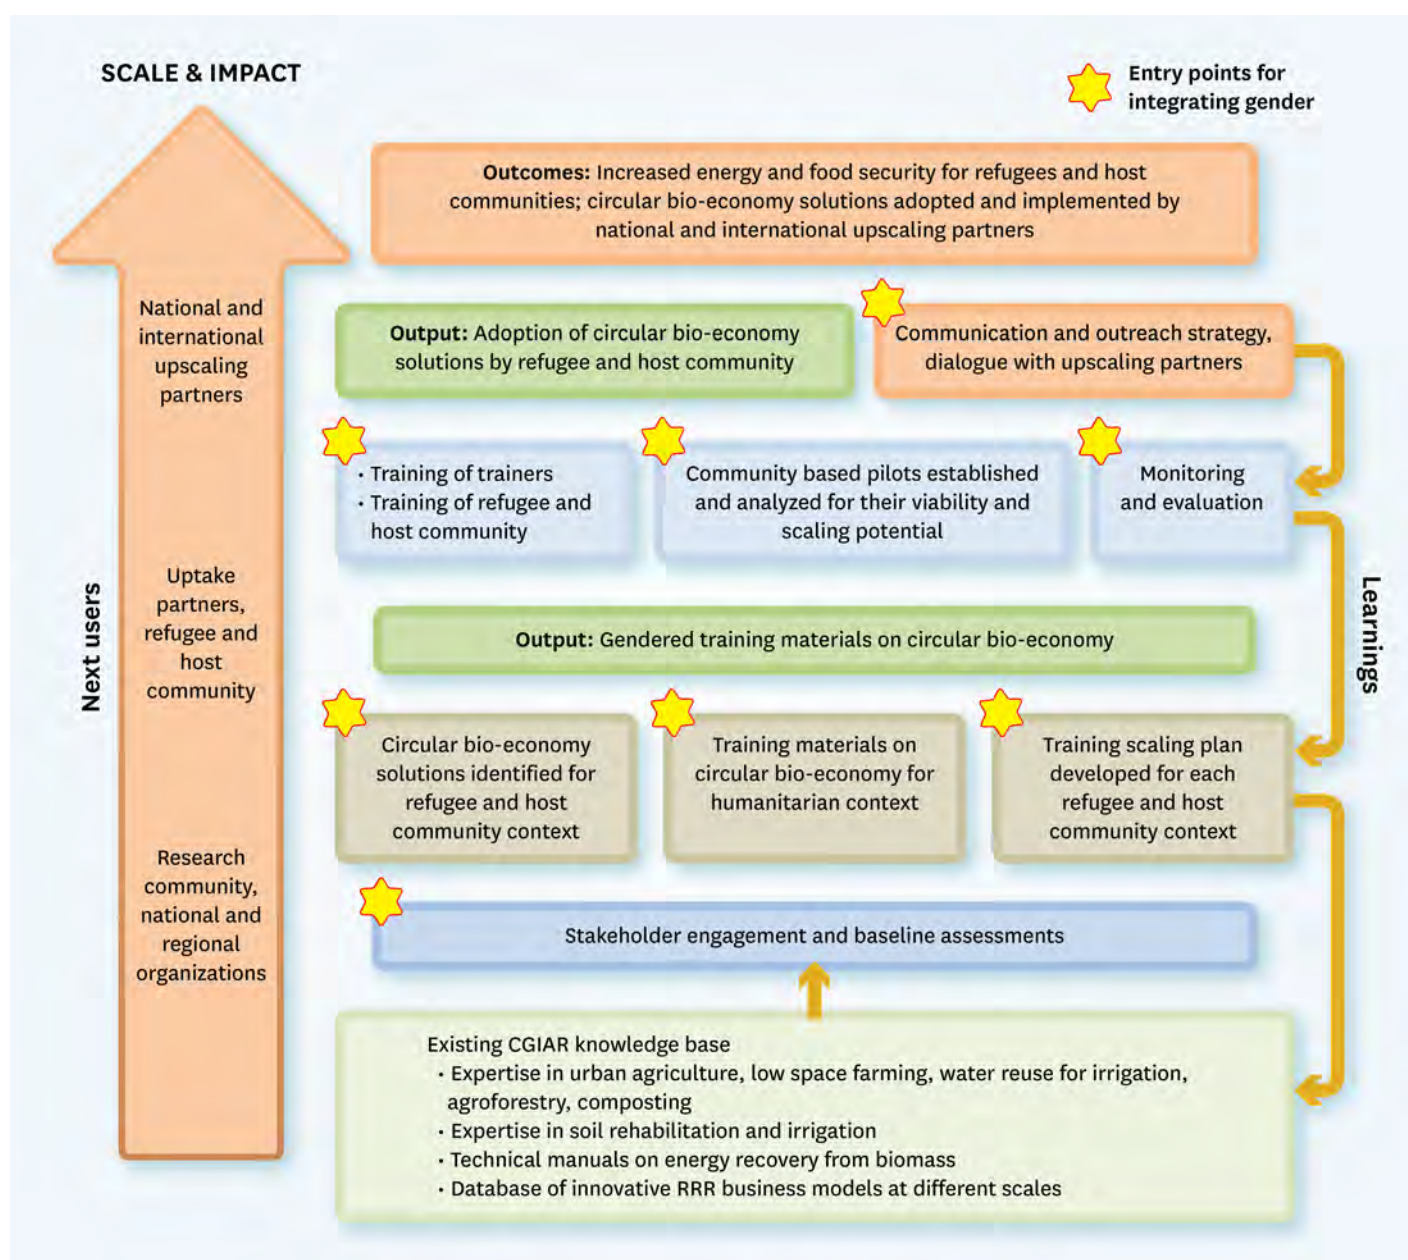 SCALE & IMPACT
Entry points for
integrating gender
Outcomes: Increased energy and food security for refugees and host
communities; circular bio-economy solutions adopted and implemented by
national and international upscaling partners
National and
international
upscaling
partners
Output: Adoption of circular bio-economy
solutions by refugee and host community
Communication and outreach strategy,
dialogue with upscaling partners
· Training of trainers
· Training of refugee and
host community
Community based pilots established
and analyzed for their viability and
scaling potential
Monitoring
and evaluation
Next users
Uptake
partners,
refugee and
host
community
Learnings
Output: Gendered training materials on circular bio-economy
Circular bio-economy
solutions identified for
refugee and host
community context
Training materials on
circular bio-economy for
humanitarian context
Training scaling plan
developed for each
refugee and host
community context
Research
community,
national and
regional
organizations
Stakeholder engagement and baseline assessments
Existing CGIAR knowledge base
· Expertise in urban agriculture, low space farming, water reuse for irrigation,
agroforestry, composting
· Expertise in soil rehabilitation and irrigation
· Technical manuals on energy recovery from biomass
· Database of innovative RRR business models at different scales